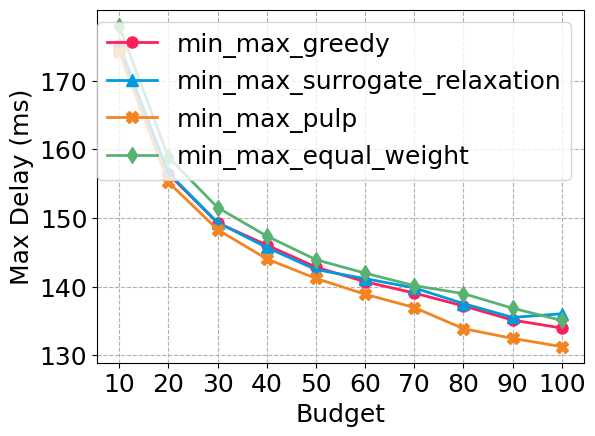 min_max_greedy
min_max_surrogate_relaxation
min_max_pulp
min_max_equal_weight
Max Delay (ms)
170
160
150
140
130
10 20 30 40 50 60 70 80 90 100
Budget